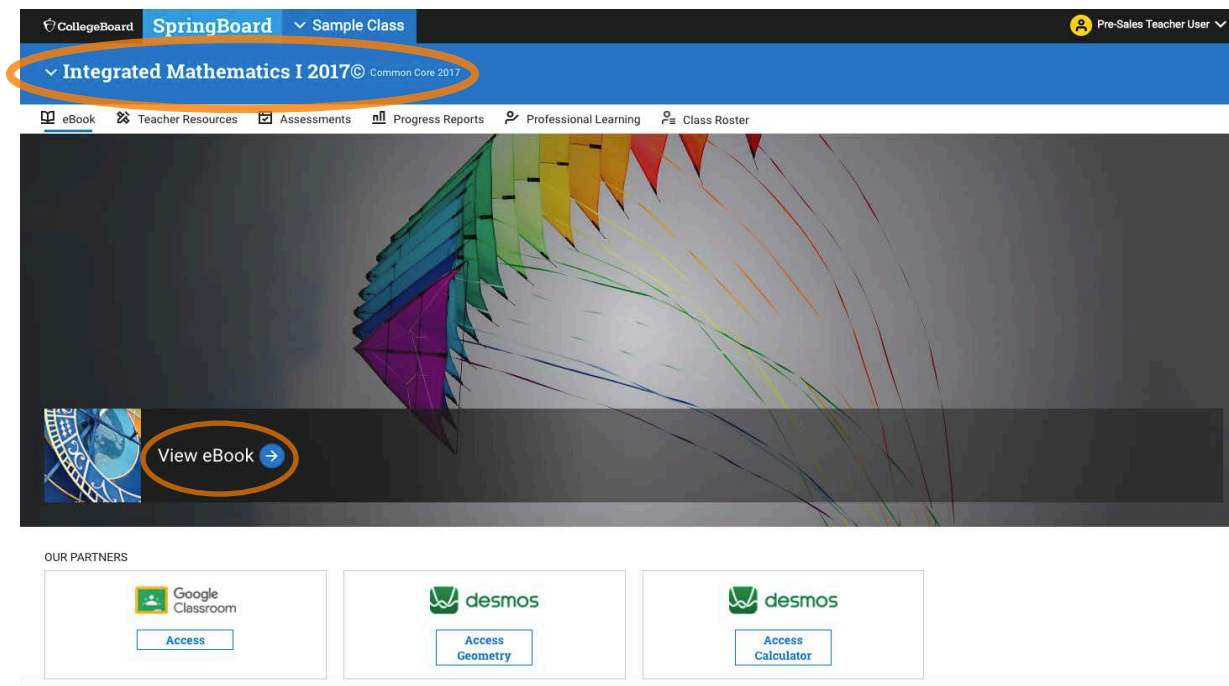 CollegeBoard SpringBoard Sample Class Pre-Sales Teacher User
Integrated Mathematics I 2017© Common Core 2017
eBook Teacher Resources Assessments Progress Reports Professional Learning Class Roster
View eBook
OUR PARTNERS
Google
Classroom
Access
desmos
Access
Geometry
desmos
Access
Calculator